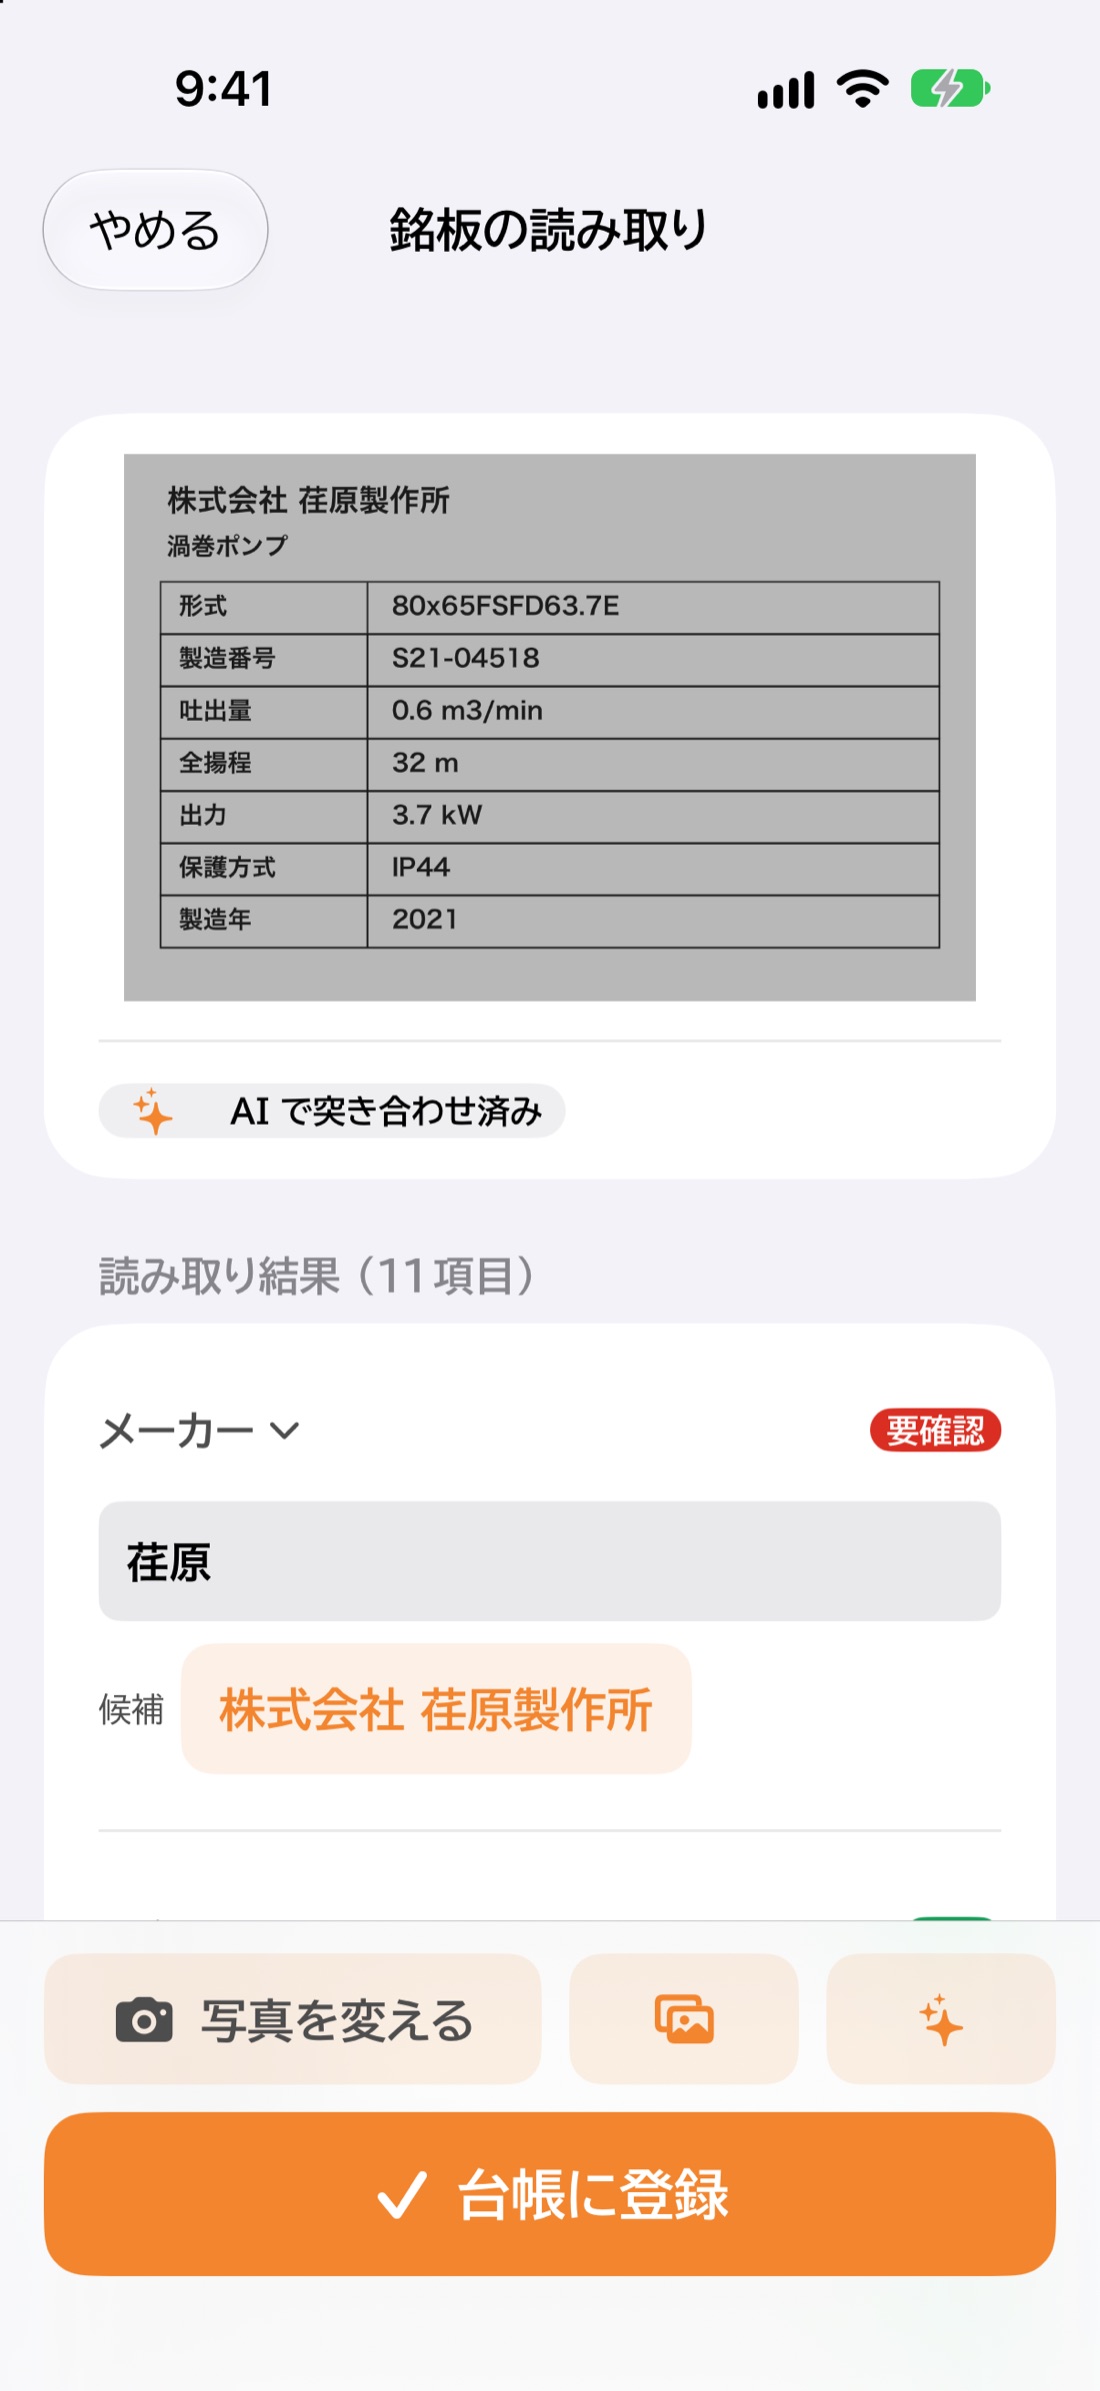 9:41
やめる
銘板の読み取り
株式会社 荏原製作所
渦巻ポンプ
形式 80x65FSFD63.7E
製造番号 S21-04518
吐出量 0.6 m3/min
全揚程 32 m
出力 3.7 kW
保護方式 IP44
製造年 2021
AI で突き合わせ済み
読み取り結果（11項目）
メーカー 要確認
荏原
候補 株式会社 荏原製作所
写真を変える
台帳に登録